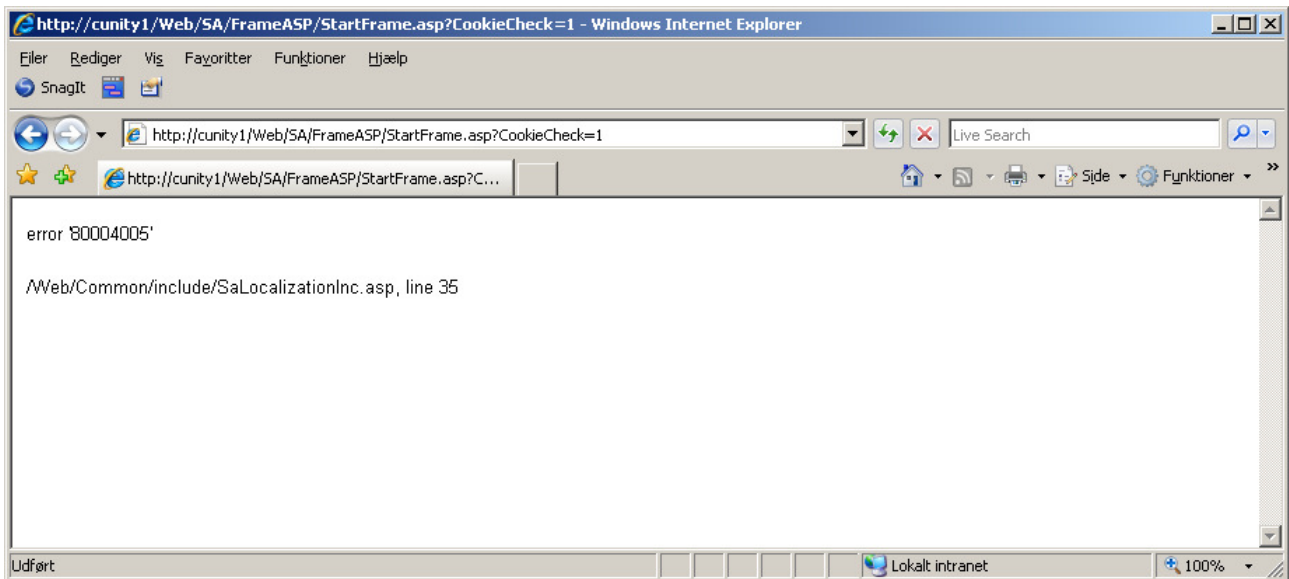 http://cunity1/Web/SA/FrameASP/StartFrame.asp?CookieCheck=1 - Windows Internet Explorer
Filer Rediger Vis Favoritter Funktioner Hjælp
SnagIt
http://cunity1/Web/SA/FrameASP/StartFrame.asp?CookieCheck=1
Live Search
http://cunity1/Web/SA/FrameASP/StartFrame.asp?C...
Side
Funktioner
»
error '80004005'
/Web/Common/include/SaLocalizationInc.asp, line 35
Udført
Lokalt intranet
100%